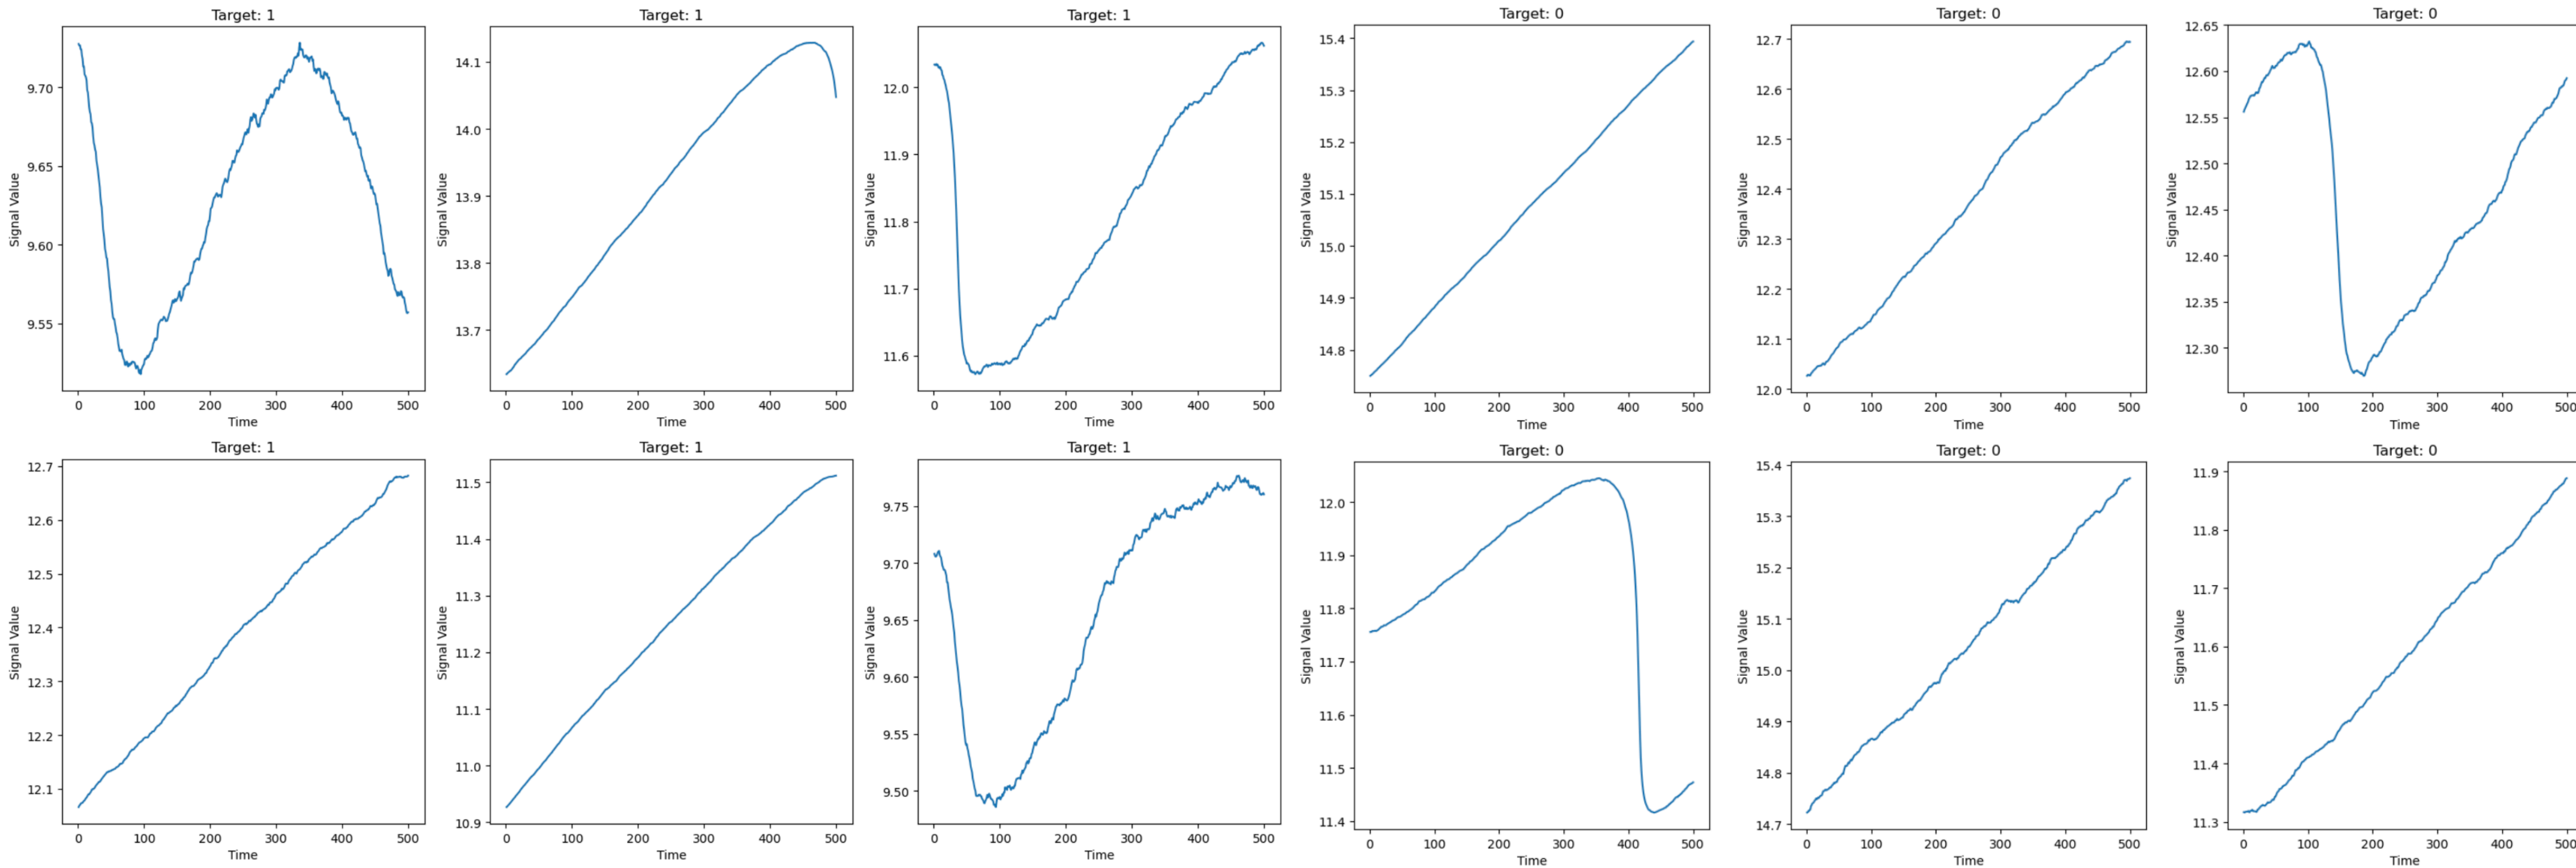 Target: 1
Target: 1
Target: 1
Target: 0
Target: 0
Target: 0
Signal Value
9.70
9.65
9.60
9.55
0 100 200 300 400 500
Time
Signal Value
14.1
14.0
13.9
13.8
13.7
0 100 200 300 400 500
Time
Signal Value
12.0
11.9
11.8
11.7
11.6
0 100 200 300 400 500
Time
Signal Value
15.4
15.3
15.2
15.1
15.0
14.9
14.8
0 100 200 300 400 500
Time
Signal Value
12.7
12.6
12.5
12.4
12.3
12.2
12.1
12.0
0 100 200 300 400 500
Time
Signal Value
12.65
12.60
12.55
12.50
12.45
12.40
12.35
12.30
0 100 200 300 400 500
Time
Target: 1
Target: 1
Target: 1
Target: 0
Target: 0
Target: 0
Signal Value
12.7
12.6
12.5
12.4
12.3
12.2
12.1
0 100 200 300 400 500
Time
Signal Value
11.5
11.4
11.3
11.2
11.1
11.0
10.9
0 100 200 300 400 500
Time
Signal Value
9.75
9.70
9.65
9.60
9.55
9.50
0 100 200 300 400 500
Time
Signal Value
12.0
11.9
11.8
11.7
11.6
11.5
11.4
0 100 200 300 400 500
Time
Signal Value
15.4
15.3
15.2
15.1
15.0
14.9
14.8
14.7
0 100 200 300 400 500
Time
Signal Value
11.9
11.8
11.7
11.6
11.5
11.4
11.3
0 100 200 300 400 500
Time